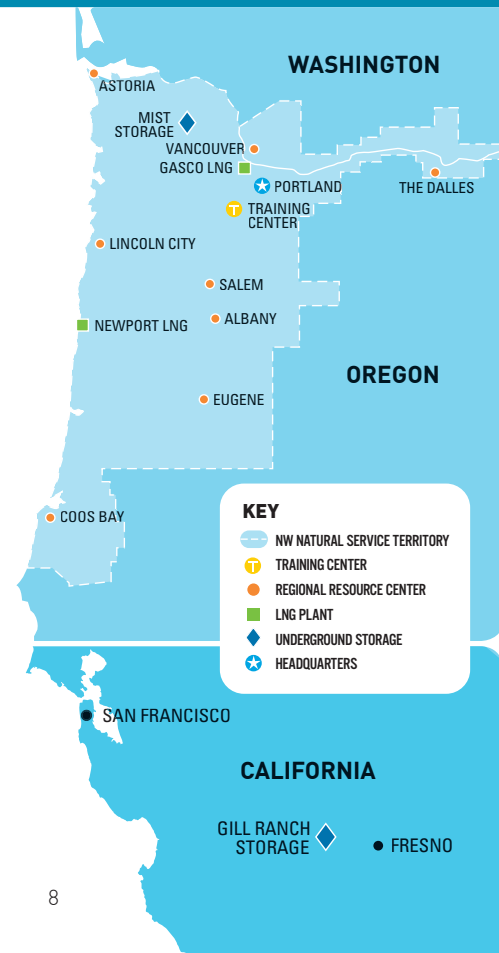 WASHINGTON
ASTORIA
MIST
STORAGE
VANCOUVER
GASCO LNG
PORTLAND
THE DALLES
T
TRAINING
CENTER
LINCOLN CITY
SALEM
ALBANY
NEWPORT LNG
OREGON
EUGENE
COOS BAY
KEY
NW NATURAL SERVICE TERRITORY
T
TRAINING CENTER
REGIONAL RESOURCE CENTER
LNG PLANT
UNDERGROUND STORAGE
HEADQUARTERS
SAN FRANCISCO
CALIFORNIA
GILL RANCH
STORAGE
FRESNO
8